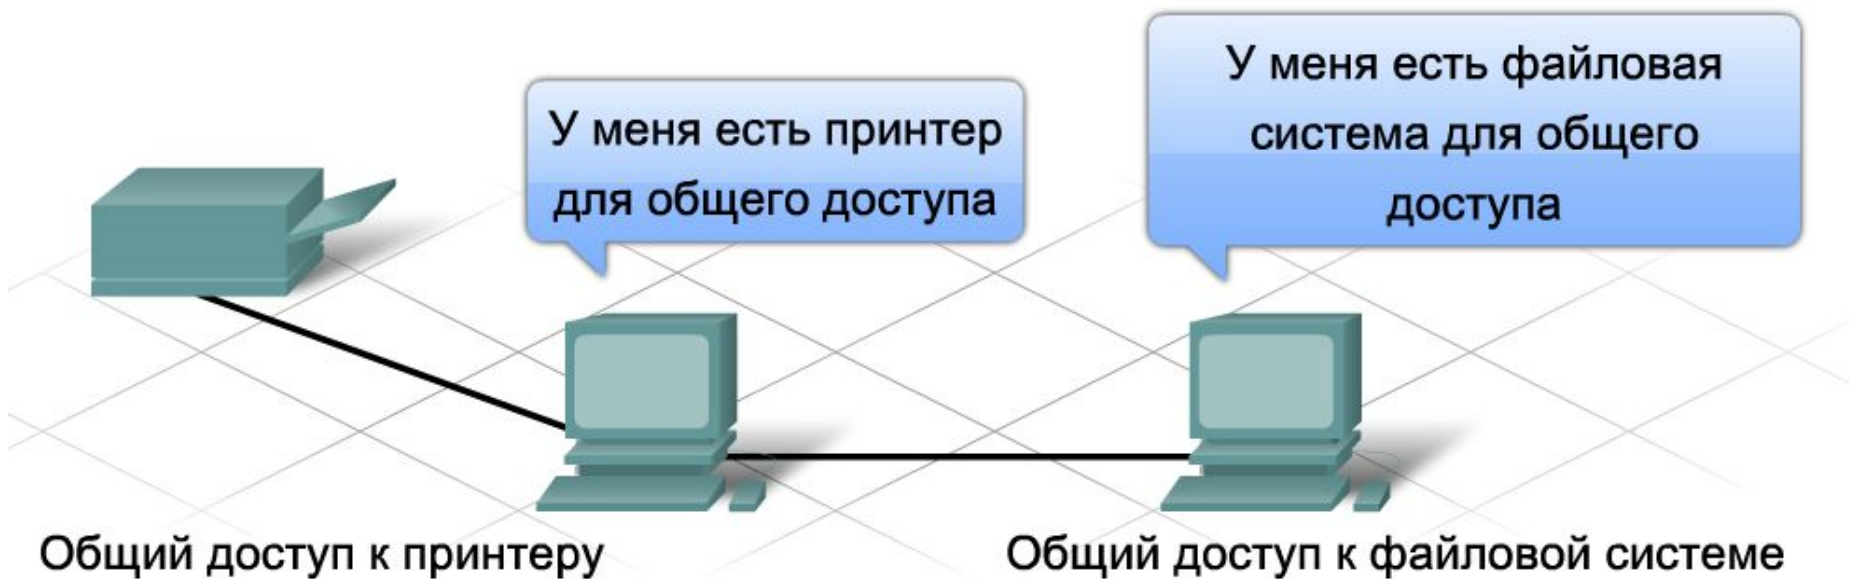 У меня есть принтер
для общего доступа
У меня есть файловая
система для общего
доступа
Общий доступ к принтеру
Общий доступ к файловой системе